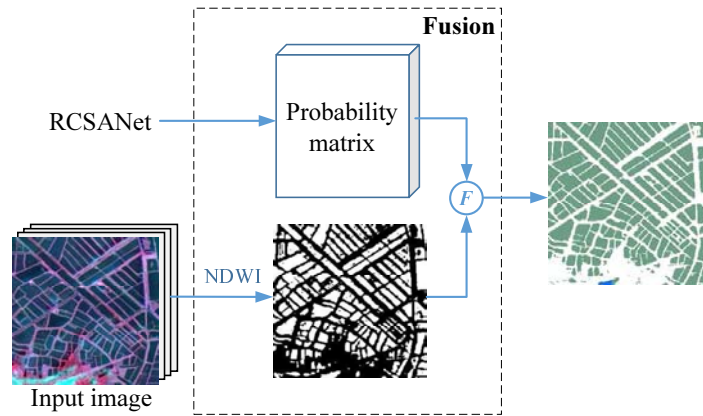 Fusion
RCSANet
Probability
matrix
F
NDWI
Input image